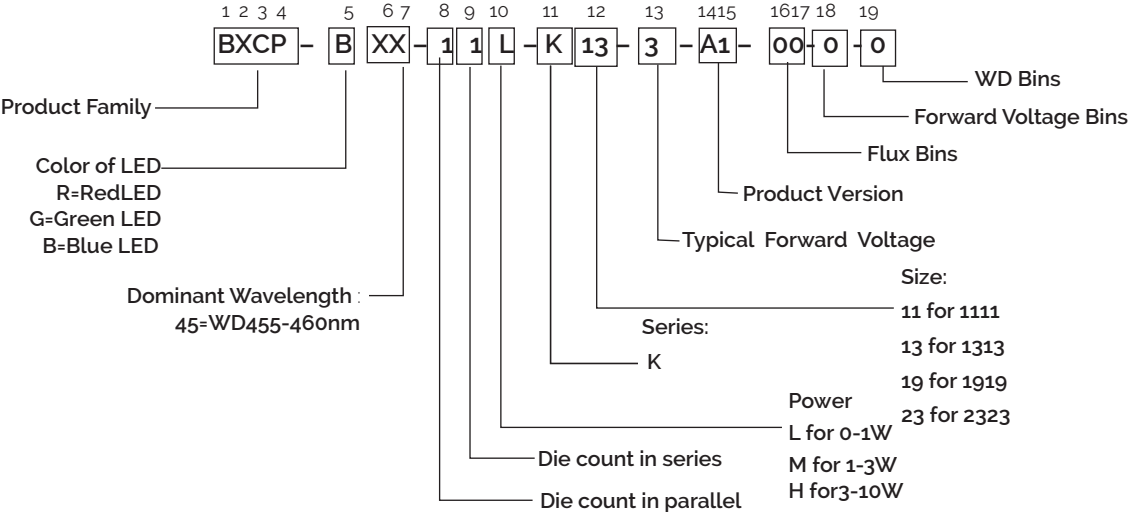 1 2 3 4 5 6 7 8 9 10 11 12 13 1415 1617 18 19
BXCP – B XX – 1 1 L – K 13 – 3 – A1 – 00 - 0 - 0
WD Bins
Product Family
Forward Voltage Bins
Flux Bins
Color of LED
R=RedLED
G=Green LED
B=Blue LED
Product Version
Typical Forward Voltage
Dominant Wavelength :
45=WD455-460nm
Size:
11 for 1111
13 for 1313
19 for 1919
23 for 2323
Series:
K
Power
L for 0-1W
M for 1-3W
H for3-10W
Die count in series
Die count in parallel